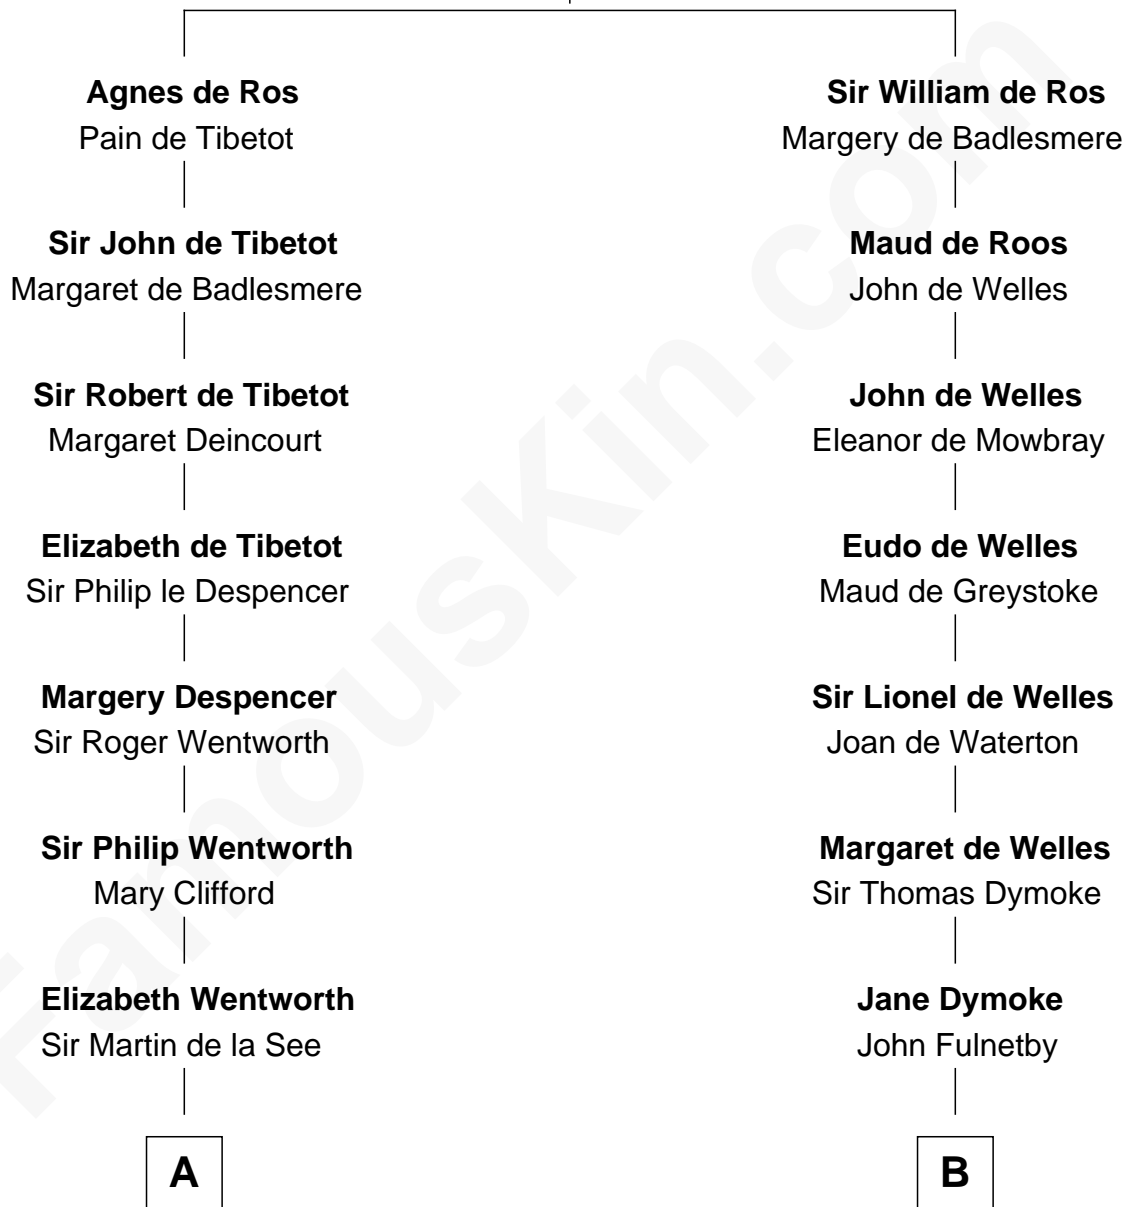 Agnes de Ros
Pain de Tibetot
Sir John de Tibetot
Margaret de Badlesmere
Sir Robert de Tibetot
Margaret Deincourt
Elizabeth de Tibetot
Sir Philip le Despencer
Margery Despencer
Sir Roger Wentworth
Sir Philip Wentworth
Mary Clifford
Elizabeth Wentworth
Sir Martin de la See
A
Sir William de Ros
Margery de Badlesmere
Maud de Roos
John de Welles
John de Welles
Eleanor de Mowbray
Eudo de Welles
Maud de Greystoke
Sir Lionel de Welles
Joan de Waterton
Margaret de Welles
Sir Thomas Dymoke
Jane Dymoke
John Fulnetby
B
FamousKin.com